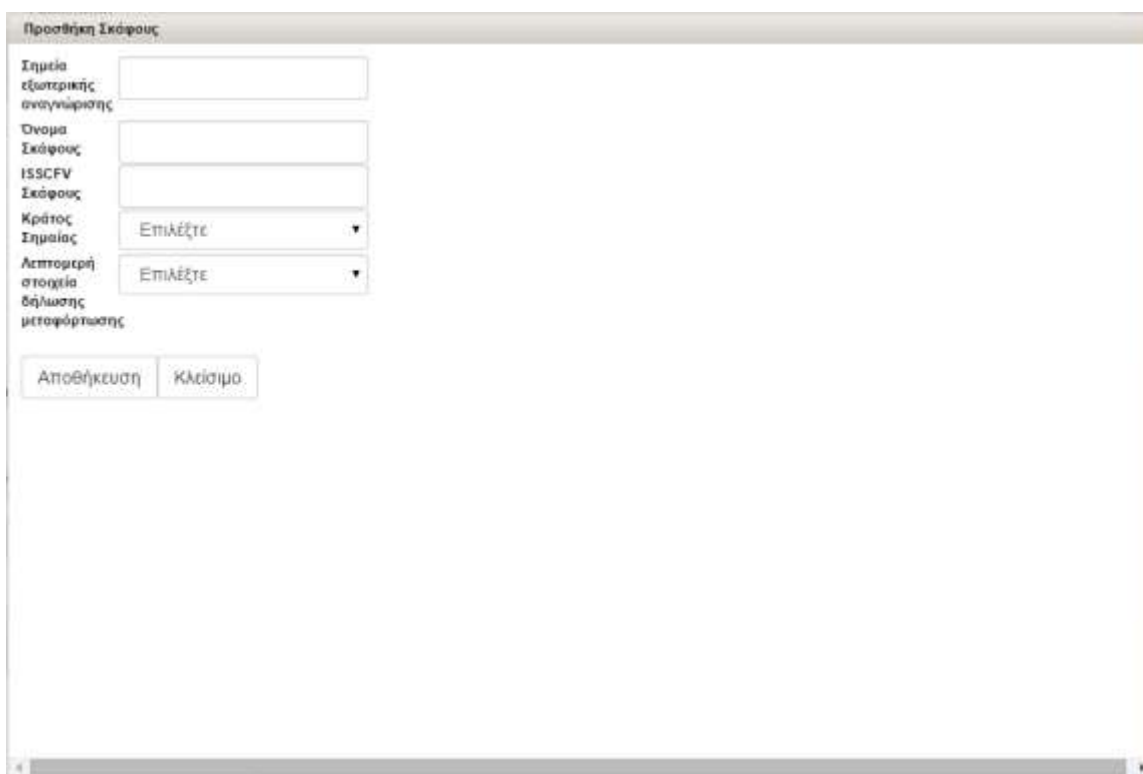 Προσθήκη Σκάφους
Σημεία
εξωτερικής
αναγνώρισης
Όνομα
Σκάφους
ISSCFV
Σκάφους
Κράτος
Σημαίας
Επιλέξτε
Λεπτομερή
στοιχεία
δήλωσης
μεταφόρτωσης
Επιλέξτε
Αποθήκευση
Κλείσιμο